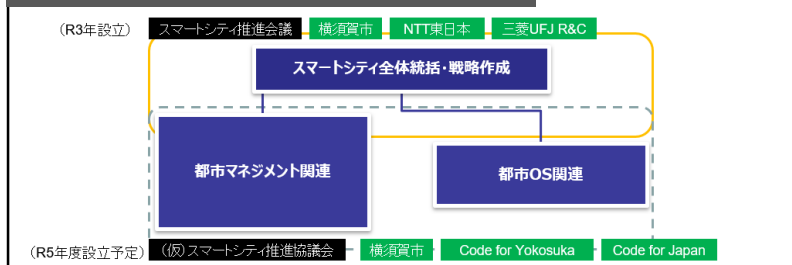 （R3年設立） スマートシティ推進会議 横須賀市 NTT東日本 三菱UFJ R&C
スマートシティ全体統括・戦略作成
都市マネジメント関連
都市OS関連
（R5年度設立予定） （仮）スマートシティ推進協議会 横須賀市 Code for Yokosuka Code for Japan